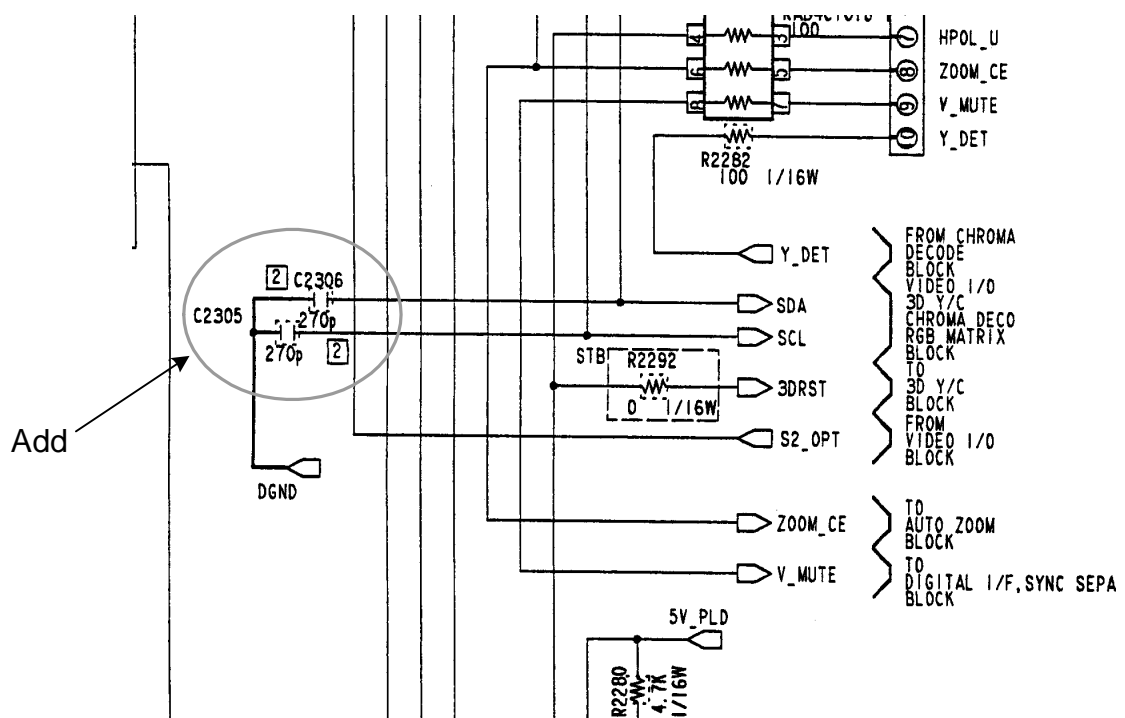 100
4
3
7
HPOL_U
6
5
8
ZOOM_CE
8
7
9
V_MUTE
10
Y_DET
R2282
100 1/16W
Y_DET
FROM CHROMA
DECODE
BLOCK
2
C2306
270p
C2305
270p
2
SDA
SCL
VIDEO I/O
3D Y/C
CHROMA DECO
RGB MATRIX
BLOCK
STB
R2292
0 1/16W
3DRST
TO
3D Y/C
BLOCK
Add
S2_OPT
FROM
VIDEO I/O
BLOCK
DGND
ZOOM_CE
TO
AUTO ZOOM
BLOCK
V_MUTE
TO
DIGITAL I/F,SYNC SEPA
BLOCK
5V_PLD
R2280
4.7K
1/16W